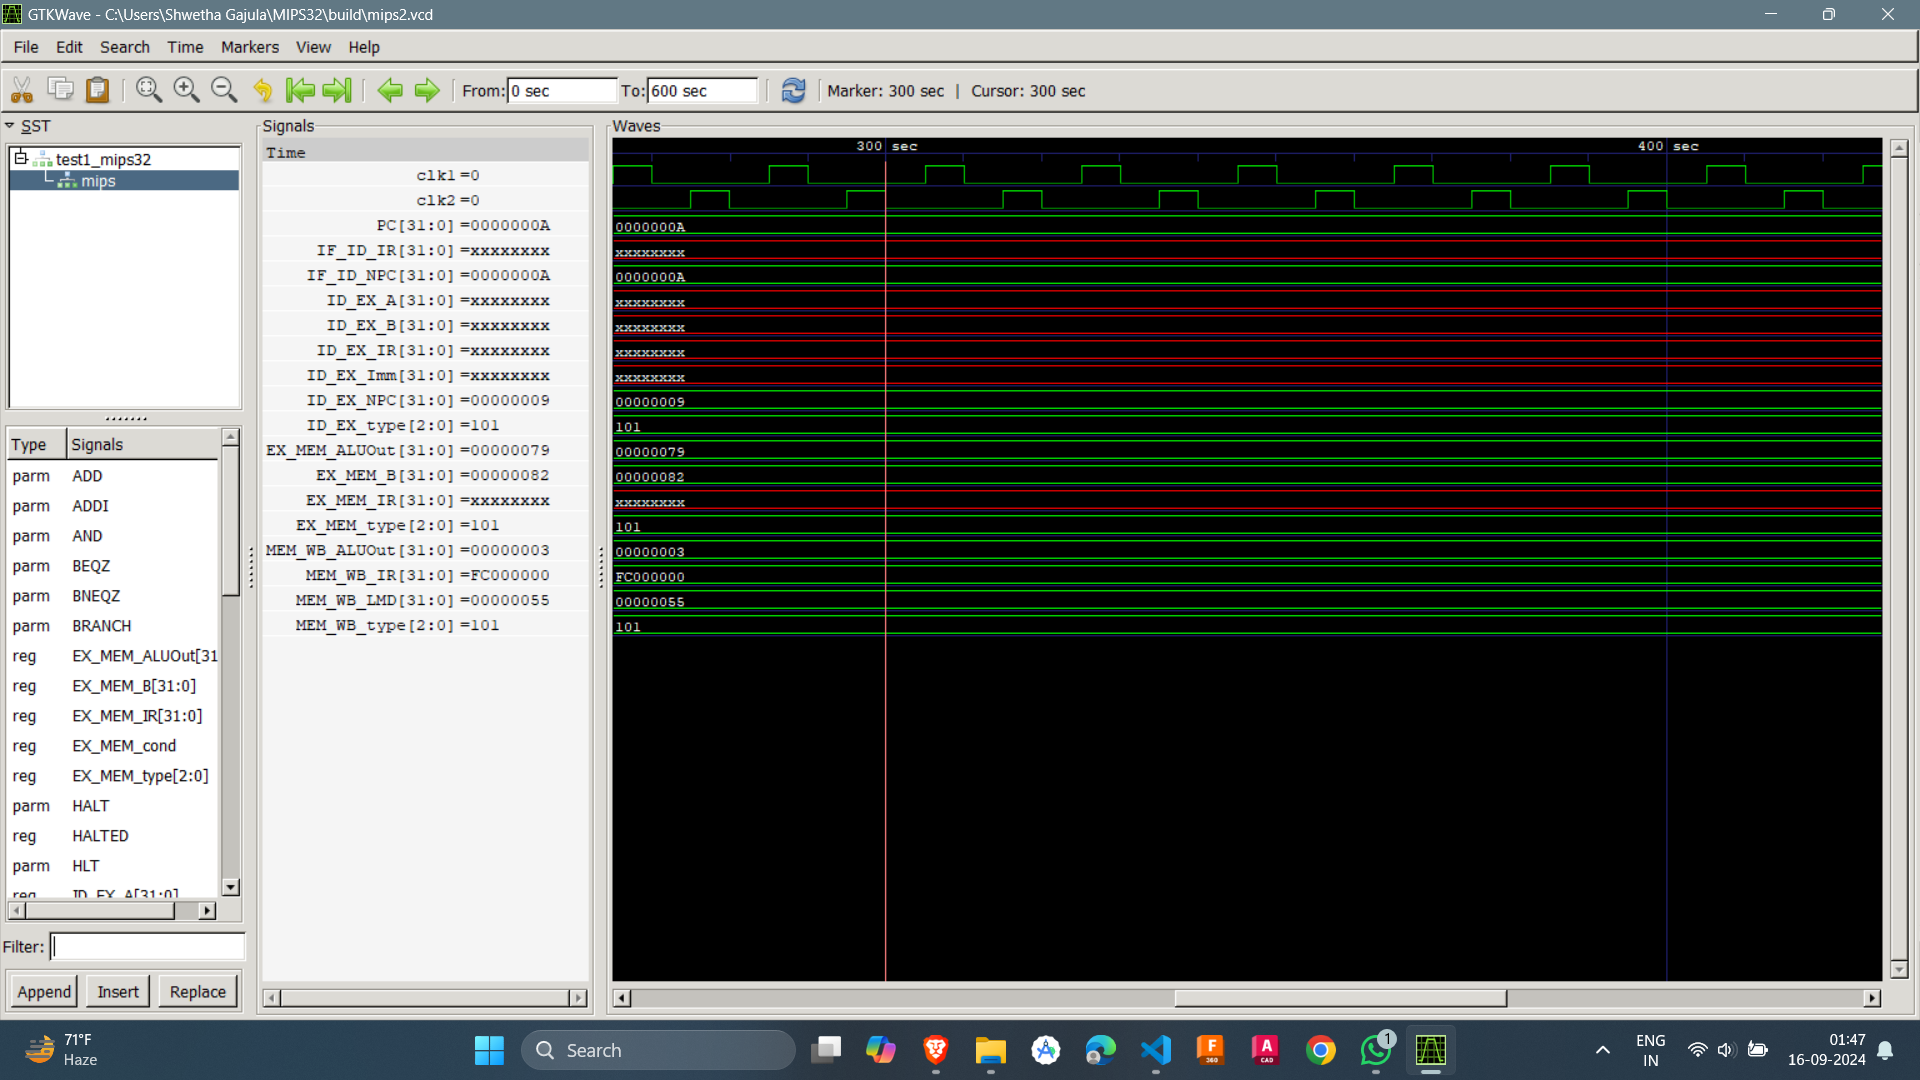 GTKWave - C:\Users\Shwetha Gajula\MIPS32\build\mips2.vcd
File Edit Search Time Markers View Help
From: 0 sec To: 600 sec Marker: 300 sec | Cursor: 300 sec
SST
test1_mips32
mips
Type Signals
parm ADD
parm ADDI
parm AND
parm BEQZ
parm BNEQZ
parm BRANCH
reg EX_MEM_ALUOut[31
reg EX_MEM_B[31:0]
reg EX_MEM_IR[31:0]
reg EX_MEM_cond
reg EX_MEM_type[2:0]
parm HALT
reg HALTED
parm HLT
reg ID_EX_A[31:0]
Filter:
Append Insert Replace
Signals
Time
clk1 =0
clk2 =0
PC[31:0] =0000000A
IF_ID_IR[31:0] =xxxxxxxx
IF_ID_NPC[31:0] =0000000A
ID_EX_A[31:0] =xxxxxxxx
ID_EX_B[31:0] =xxxxxxxx
ID_EX_IR[31:0] =xxxxxxxx
ID_EX_Imm[31:0] =xxxxxxxx
ID_EX_NPC[31:0] =00000009
ID_EX_type[2:0] =101
EX_MEM_ALUOut[31:0] =00000079
EX_MEM_B[31:0] =00000082
EX_MEM_IR[31:0] =xxxxxxxx
EX_MEM_type[2:0] =101
MEM_WB_ALUOut[31:0] =00000003
MEM_WB_IR[31:0] =FC000000
MEM_WB_LMD[31:0] =00000055
MEM_WB_type[2:0] =101
Waves
300 sec 400 sec
0000000A
xxxxxxxx
0000000A
xxxxxxxx
xxxxxxxx
xxxxxxxx
xxxxxxxx
00000009
101
00000079
00000082
xxxxxxxx
101
00000003
FC000000
00000055
101
71°F
Haze
Search
F
360
A
CAD
1
ENG
IN
01:47
16-09-2024